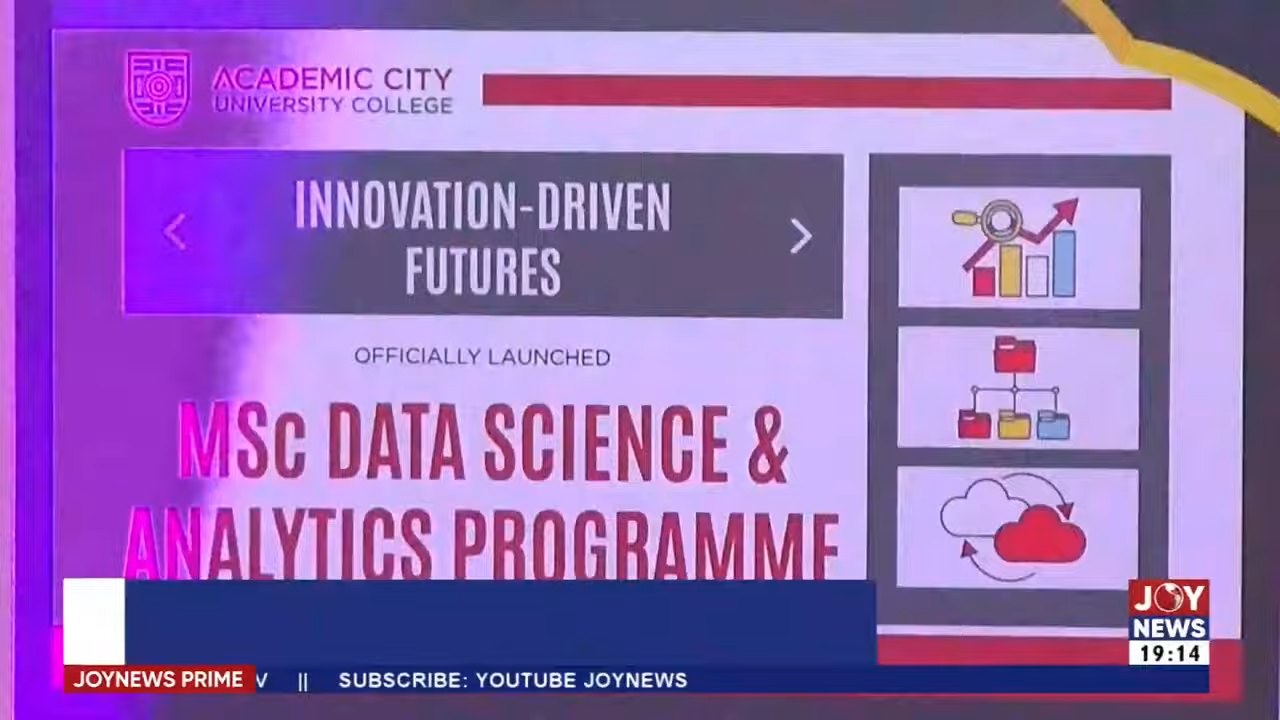 ACADEMIC CITY
UNIVERSITY COLLEGE
INNOVATION-DRIVEN
FUTURES
OFFICIALLY LAUNCHED
MSc DATA SCIENCE &
ANALYTICS PROGRAMME
JOY
NEWS
19:14
JOYNEWS PRIME
V || SUBSCRIBE: YOUTUBE JOYNEWS